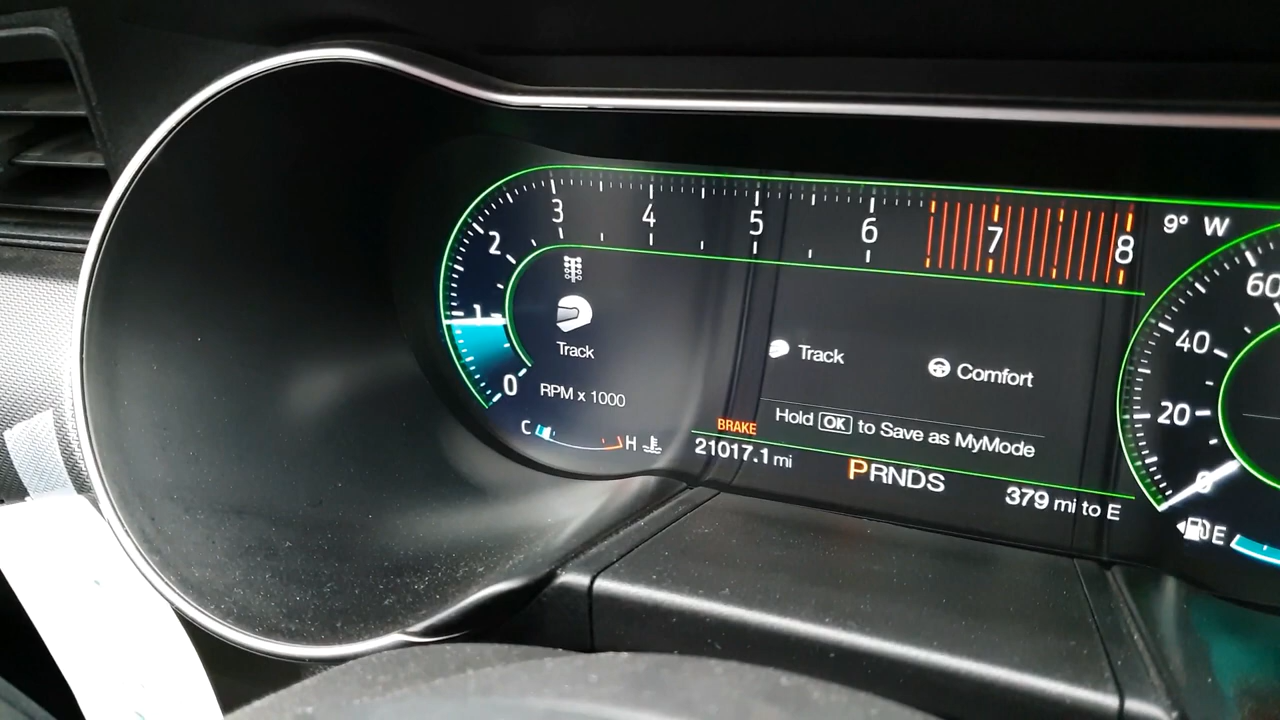 3 4 5 6 7 8
9° W
2
60
1
Track
Track
Comfort
40
0
RPM x 1000
20
C
H
BRAKE
Hold OK to Save as MyMode
21017.1 mi
PRNDS
379 mi to E
0
E